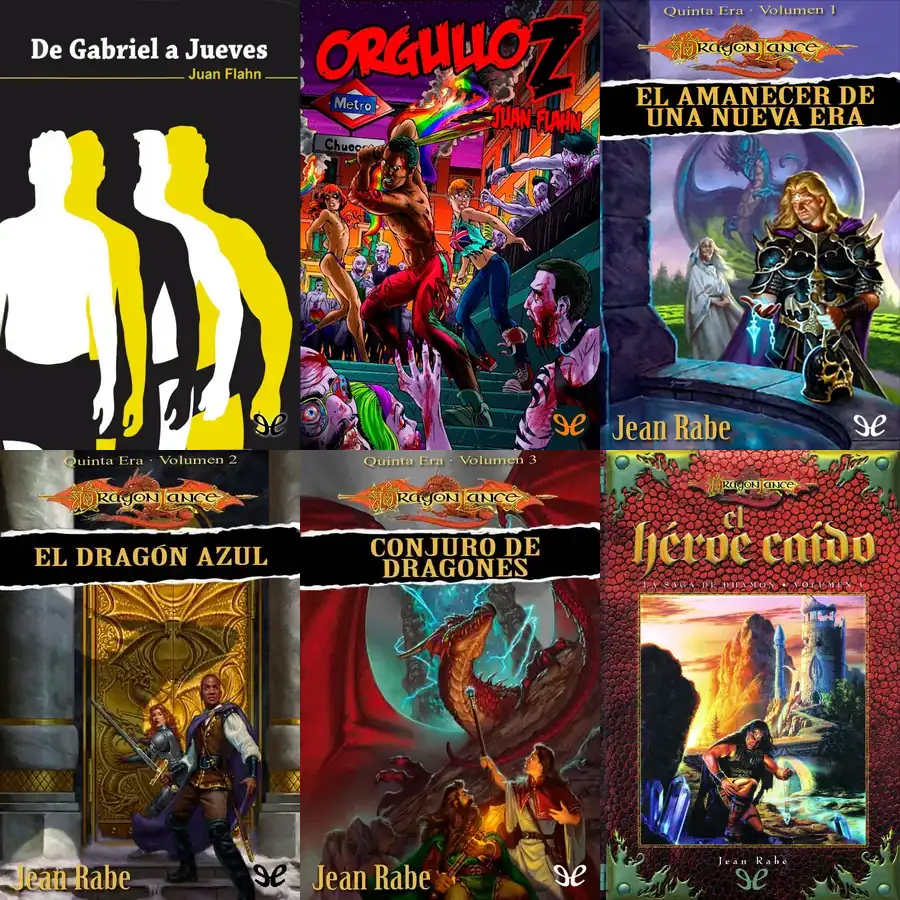 De Gabriel a Jueves
Juan Flahn
ORGULLO Z
Metro
Chueca
JUAN FLAHN
Quinta Era · Volumen 1
DRAGONLANCE
EL AMANECER DE
UNA NUEVA ERA
Jean Rabe
Quinta Era · Volumen 2
DRAGONLANCE
EL DRAGÓN AZUL
Jean Rabe
Quinta Era · Volumen 3
DRAGONLANCE
CONJURO DE
DRAGONES
Jean Rabe
DRAGONLANCE
el
héroe caído
LA SAGA DE DHAMON • VOLUMEN 1
Jean Rabe